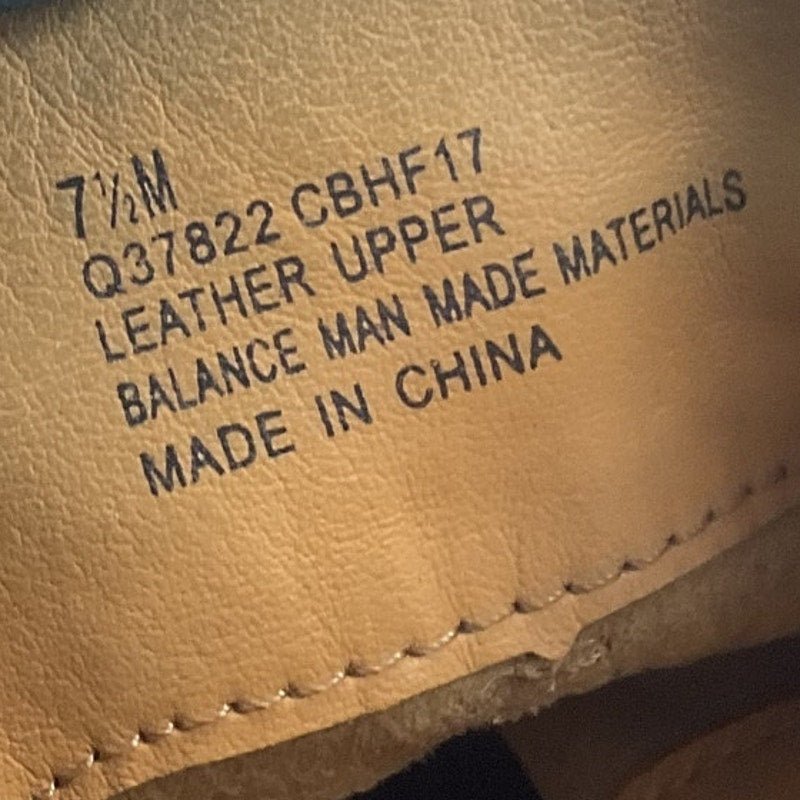 7½M
Q37822 CBHF17
LEATHER UPPER
BALANCE MAN MADE MATERIALS
MADE IN CHINA